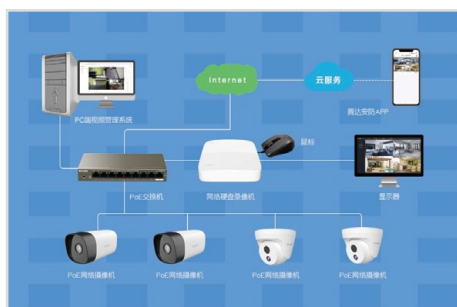 Internet
云服务
PC端视频管理系统
腾达安防APP
鼠标
PoE交换机
网络硬盘录像机
显示器
PoE网络摄像机
PoE网络摄像机
PoE网络摄像机
PoE网络摄像机